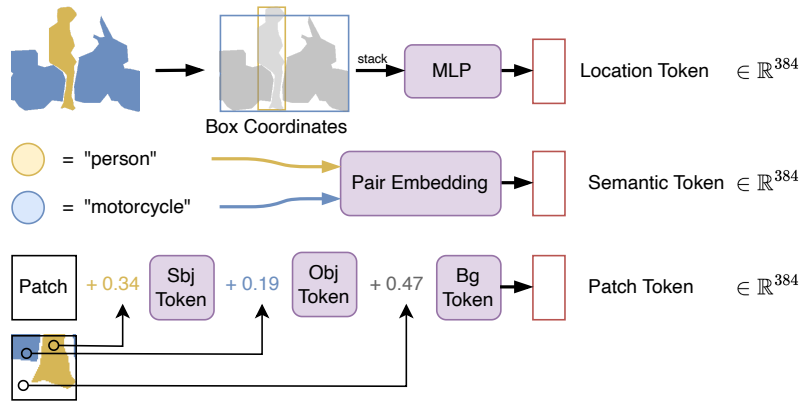 stack
MLP
Location Token ∈ ℝ³⁸⁴
Box Coordinates
= "person"
Pair Embedding
Semantic Token ∈ ℝ³⁸⁴
= "motorcycle"
Patch + 0.34 Sbj Token + 0.19 Obj Token + 0.47 Bg Token Patch Token ∈ ℝ³⁸⁴